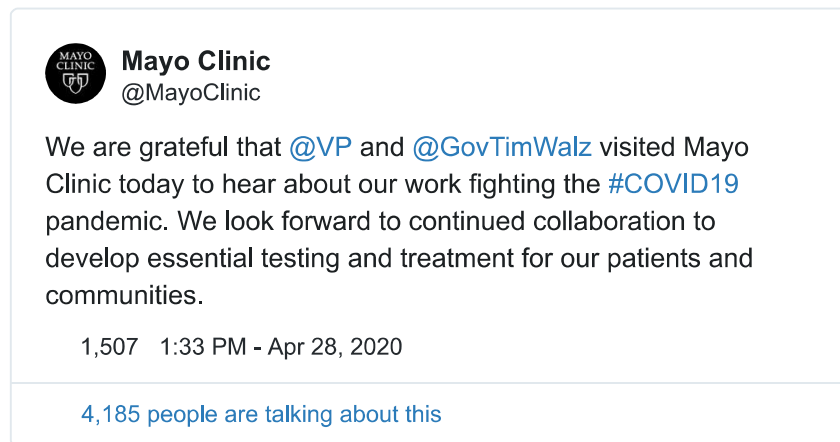 MAYO
CLINIC
Mayo Clinic
@MayoClinic
We are grateful that @VP and @GovTimWalz visited Mayo
Clinic today to hear about our work fighting the #COVID19
pandemic. We look forward to continued collaboration to
develop essential testing and treatment for our patients and
communities.
1,507 1:33 PM - Apr 28, 2020
4,185 people are talking about this